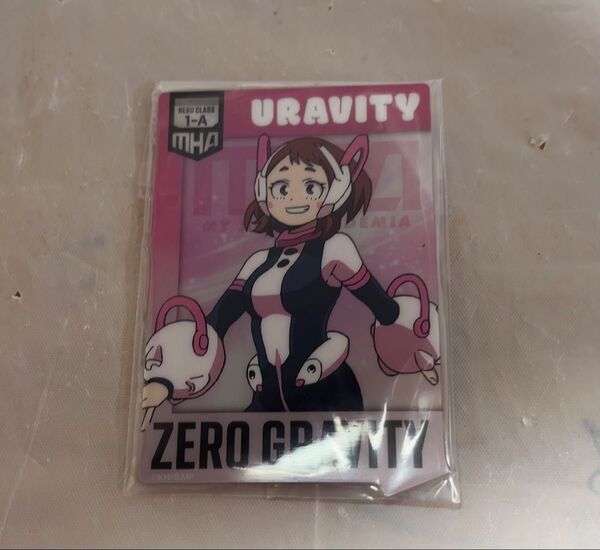 HERO CLASS
1-A
MHA
URAVITY
ZERO GRAVITY